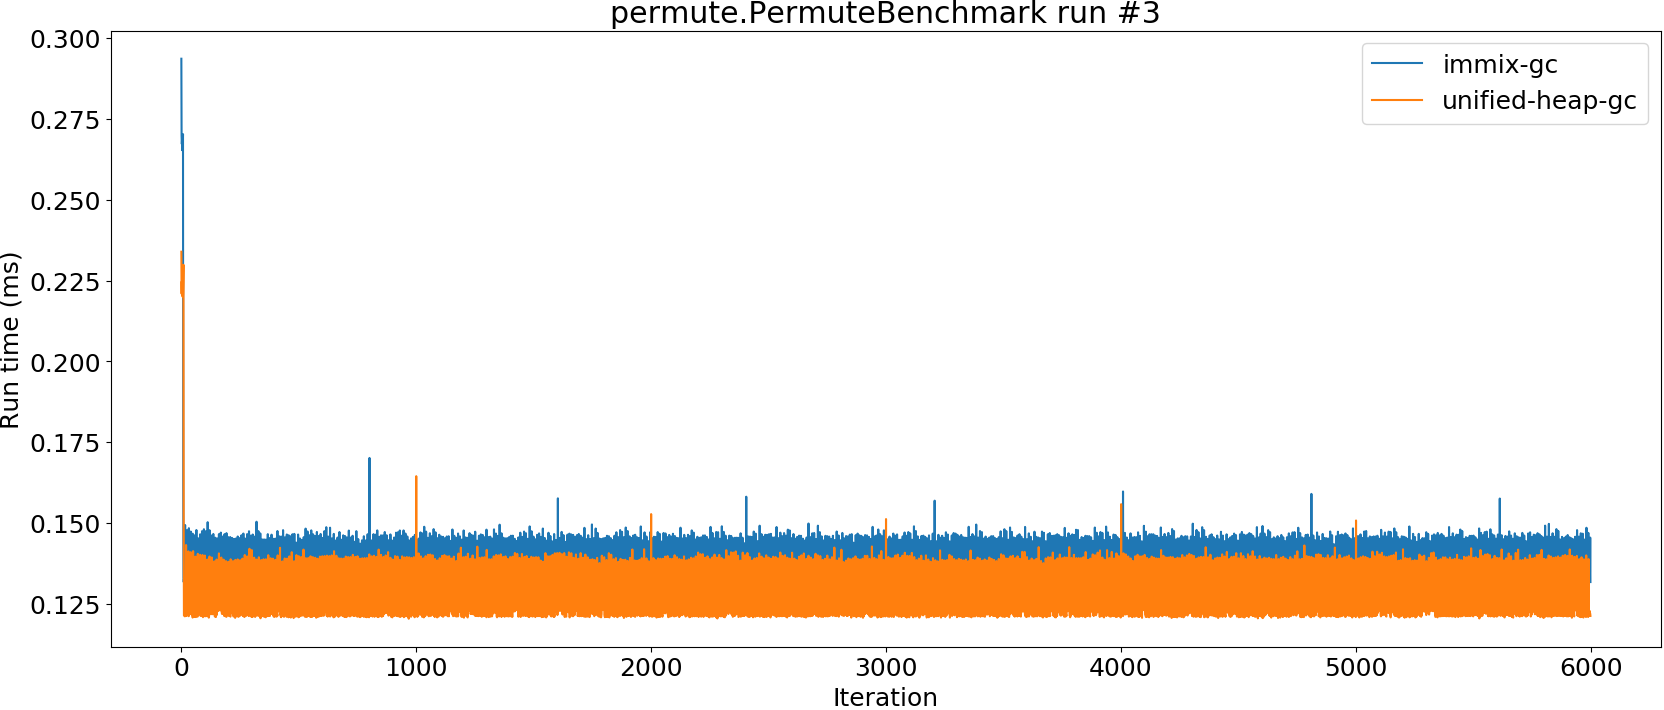 permute.PermuteBenchmark run #3
0.300
0.275
0.250
0.225
0.200
0.175
0.150
0.125
Run time (ms)
immix-gc
unified-heap-gc
0 1000 2000 3000 4000 5000 6000
Iteration